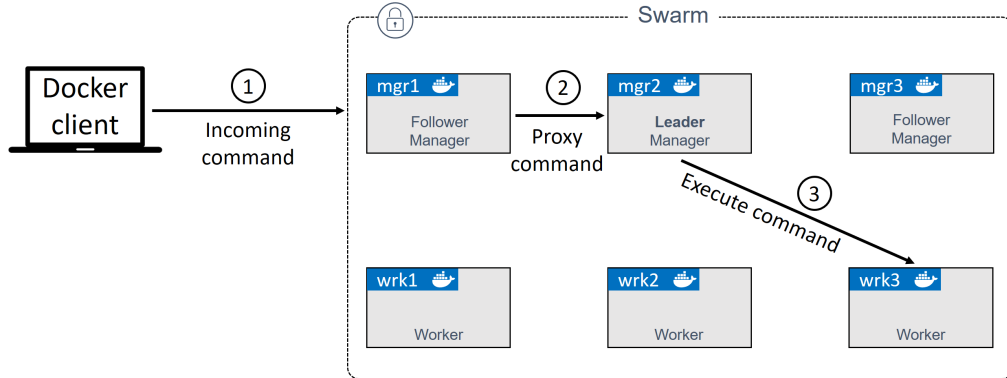 Swarm
Docker
client
1
Incoming
command
mgr1
Follower
Manager
2
Proxy
command
mgr2
Leader
Manager
mgr3
Follower
Manager
3
Execute command
wrk1
Worker
wrk2
Worker
wrk3
Worker